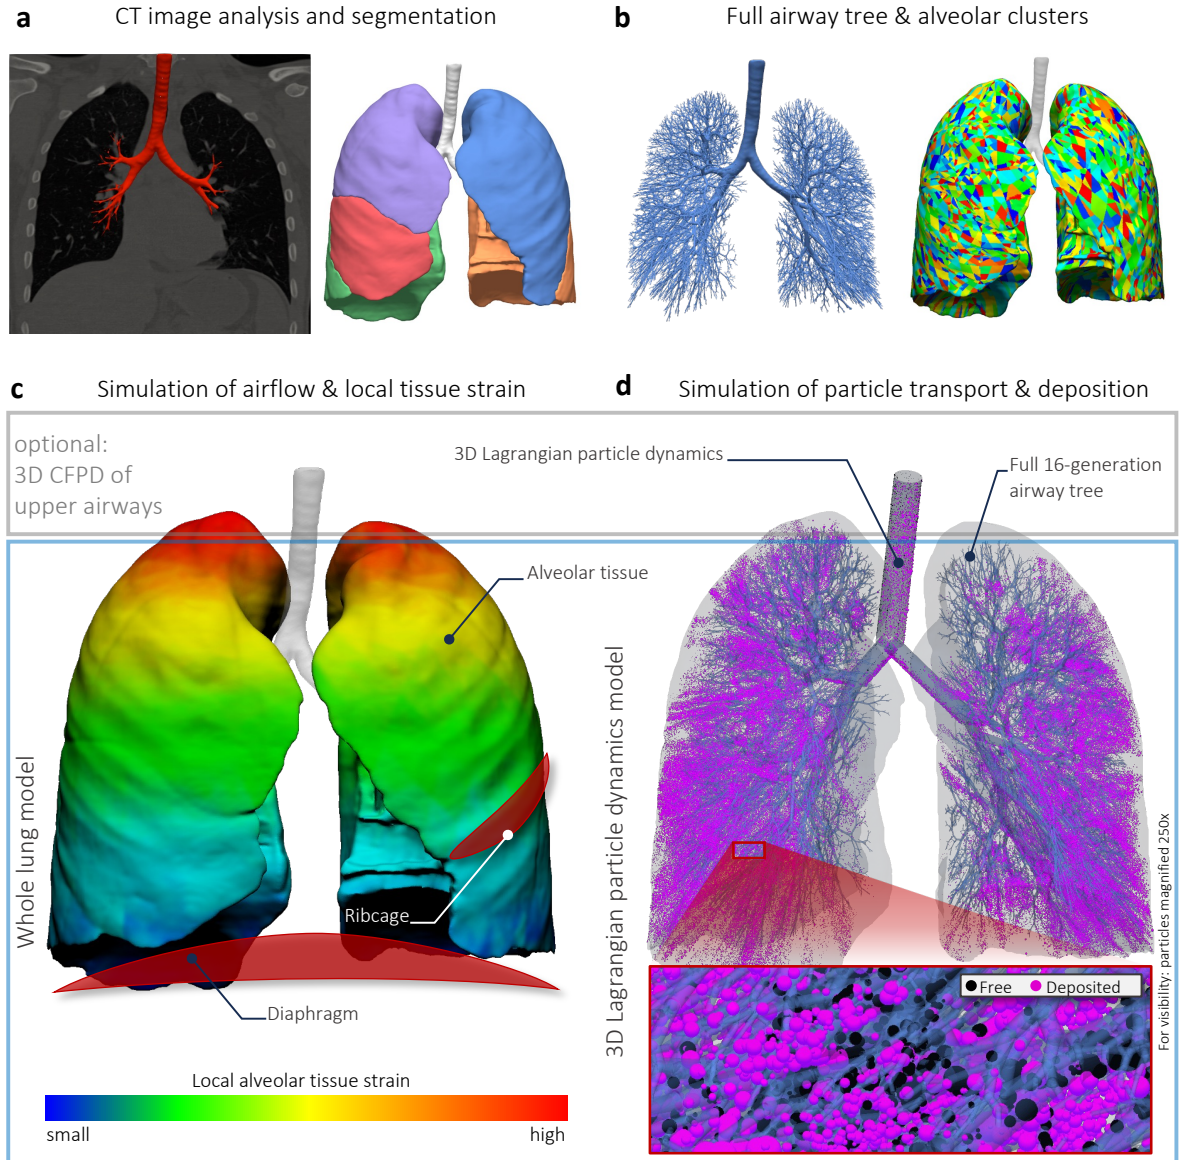 a
CT image analysis and segmentation
b
Full airway tree & alveolar clusters
c
Simulation of airflow & local tissue strain
d
Simulation of particle transport & deposition
optional:
3D CFPD of
upper airways
3D Lagrangian particle dynamics
Full 16-generation
airway tree
Alveolar tissue
Whole lung model
Ribcage
Diaphragm
Local alveolar tissue strain
small
high
3D Lagrangian particle dynamics model
For visibility: particles magnified 250x
Free
Deposited